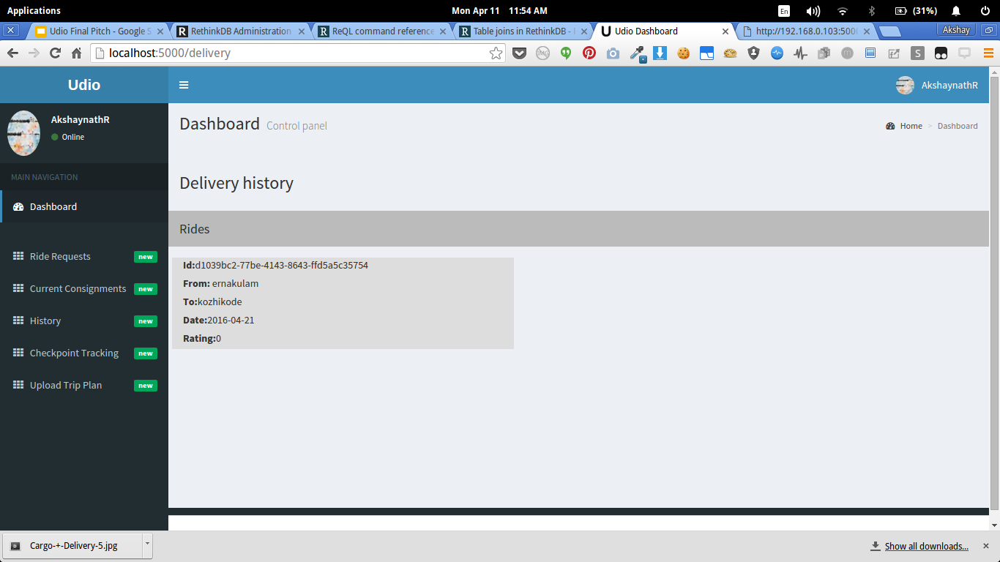 Applications
Mon Apr 11 11:54 AM
En
(31%)
Udio Final Pitch - Google S
RethinkDB Administration
ReQL command reference
Table joins in RethinkDB -
Udio Dashboard
http://192.168.0.103:5000
Akshay
localhost:5000/delivery
Udio
AkshaynathR
AkshaynathR
Online
Dashboard Control panel
Home > Dashboard
MAIN NAVIGATION
Dashboard
Ride Requests new
Current Consignments new
History new
Checkpoint Tracking new
Upload Trip Plan new
Delivery history
Rides
Id:d1039bc2-77be-4143-8643-ffd5a5c35754
From: ernakulam
To:kozhikode
Date:2016-04-21
Rating:0
Cargo-+-Delivery-5.jpg
Show all downloads...